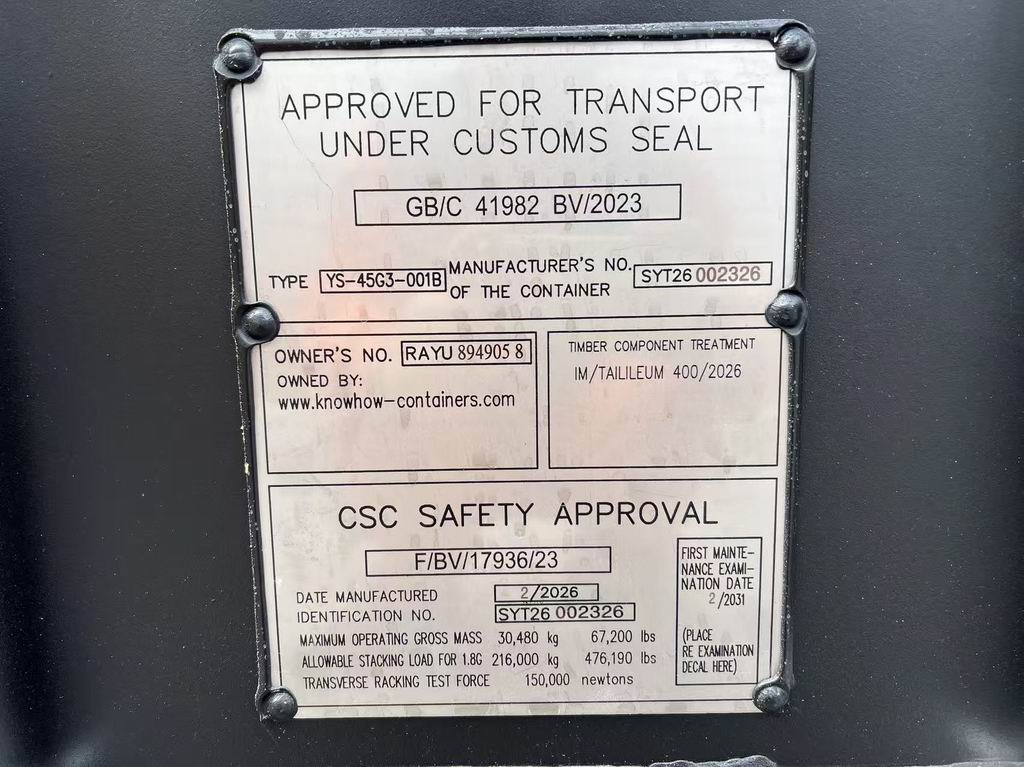 APPROVED FOR TRANSPORT
UNDER CUSTOMS SEAL
GB/C 41982 BV/2023
TYPE YS-45G3-001B MANUFACTURER'S NO. OF THE CONTAINER SYT26 002326
OWNER'S NO. RAYU 894905 8
OWNED BY:
www.knowhow-containers.com
TIMBER COMPONENT TREATMENT
IM/TAILILEUM 400/2026
CSC SAFETY APPROVAL
F/BV/17936/23
DATE MANUFACTURED 2/2026
IDENTIFICATION NO. SYT26 002326
MAXIMUM OPERATING GROSS MASS 30,480 kg 67,200 lbs
ALLOWABLE STACKING LOAD FOR 1.8G 216,000 kg 476,190 lbs
TRANSVERSE RACKING TEST FORCE 150,000 newtons
FIRST MAINTE-
NANCE EXAMI-
NATION DATE
2/2031
(PLACE
RE EXAMINATION
DECAL HERE)